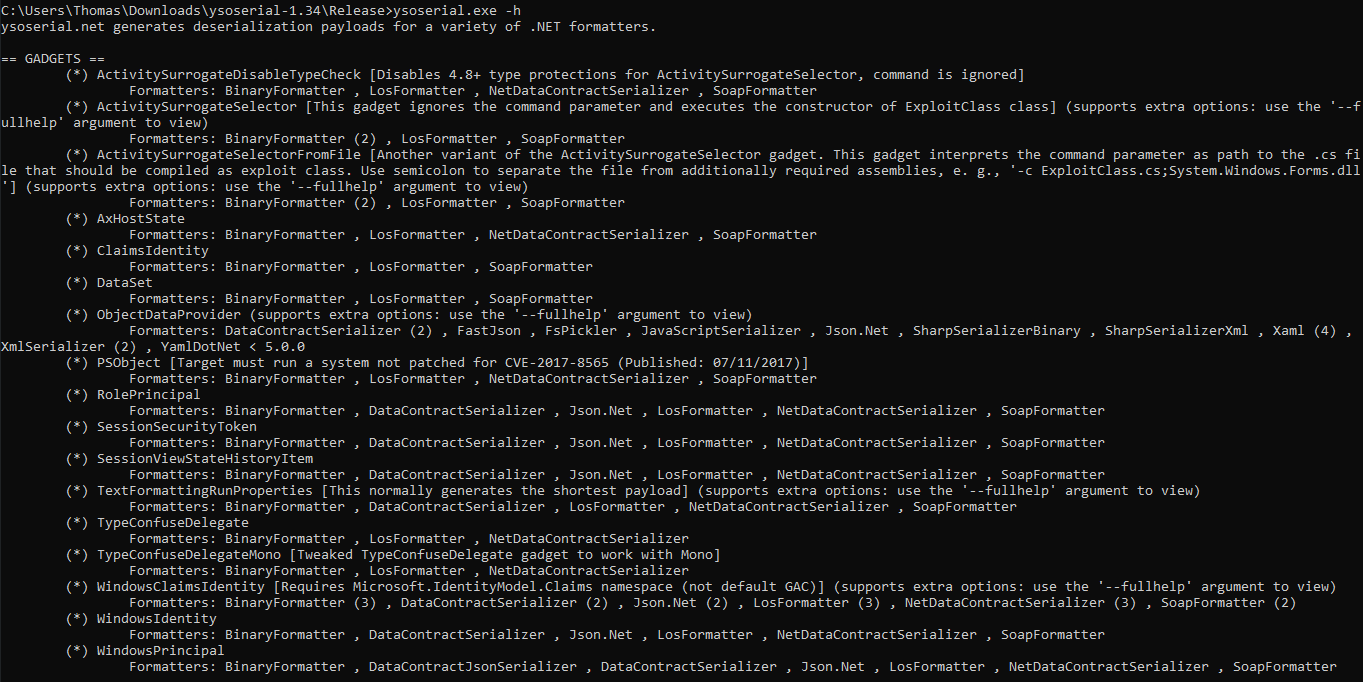 C:\Users\Thomas\Downloads\ysoserial-1.34\Release>ysoserial.exe -h
ysoserial.net generates deserialization payloads for a variety of .NET formatters.
== GADGETS ==
(*) ActivitySurrogateDisableTypeCheck [Disables 4.8+ type protections for ActivitySurrogateSelector, command is ignored]
Formatters: BinaryFormatter , LosFormatter , NetDataContractSerializer , SoapFormatter
(*) ActivitySurrogateSelector [This gadget ignores the command parameter and executes the constructor of ExploitClass class] (supports extra options: use the '--f
ullhelp' argument to view)
Formatters: BinaryFormatter (2) , LosFormatter , SoapFormatter
(*) ActivitySurrogateSelectorFromFile [Another variant of the ActivitySurrogateSelector gadget. This gadget interprets the command parameter as path to the .cs fi
le that should be compiled as exploit class. Use semicolon to separate the file from additionally required assemblies, e. g., '-c ExploitClass.cs;System.Windows.Forms.dll
'] (supports extra options: use the '--fullhelp' argument to view)
Formatters: BinaryFormatter (2) , LosFormatter , SoapFormatter
(*) AxHostState
Formatters: BinaryFormatter , LosFormatter , NetDataContractSerializer , SoapFormatter
(*) ClaimsIdentity
Formatters: BinaryFormatter , LosFormatter , SoapFormatter
(*) DataSet
Formatters: BinaryFormatter , LosFormatter , SoapFormatter
(*) ObjectDataProvider (supports extra options: use the '--fullhelp' argument to view)
Formatters: DataContractSerializer (2) , FastJson , FsPickler , JavaScriptSerializer , Json.Net , SharpSerializerBinary , SharpSerializerXml , Xaml (4) ,
XmlSerializer (2) , YamlDotNet < 5.0.0
(*) PSObject [Target must run a system not patched for CVE-2017-8565 (Published: 07/11/2017)]
Formatters: BinaryFormatter , LosFormatter , NetDataContractSerializer , SoapFormatter
(*) RolePrincipal
Formatters: BinaryFormatter , DataContractSerializer , Json.Net , LosFormatter , NetDataContractSerializer , SoapFormatter
(*) SessionSecurityToken
Formatters: BinaryFormatter , DataContractSerializer , Json.Net , LosFormatter , NetDataContractSerializer , SoapFormatter
(*) SessionViewStateHistoryItem
Formatters: BinaryFormatter , DataContractSerializer , Json.Net , LosFormatter , NetDataContractSerializer , SoapFormatter
(*) TextFormattingRunProperties [This normally generates the shortest payload] (supports extra options: use the '--fullhelp' argument to view)
Formatters: BinaryFormatter , DataContractSerializer , LosFormatter , NetDataContractSerializer , SoapFormatter
(*) TypeConfuseDelegate
Formatters: BinaryFormatter , LosFormatter , NetDataContractSerializer
(*) TypeConfuseDelegateMono [Tweaked TypeConfuseDelegate gadget to work with Mono]
Formatters: BinaryFormatter , LosFormatter , NetDataContractSerializer
(*) WindowsClaimsIdentity [Requires Microsoft.IdentityModel.Claims namespace (not default GAC)] (supports extra options: use the '--fullhelp' argument to view)
Formatters: BinaryFormatter (3) , DataContractSerializer (2) , Json.Net (2) , LosFormatter (3) , NetDataContractSerializer (3) , SoapFormatter (2)
(*) WindowsIdentity
Formatters: BinaryFormatter , DataContractSerializer , Json.Net , LosFormatter , NetDataContractSerializer , SoapFormatter
(*) WindowsPrincipal
Formatters: BinaryFormatter , DataContractJsonSerializer , DataContractSerializer , Json.Net , LosFormatter , NetDataContractSerializer , SoapFormatter